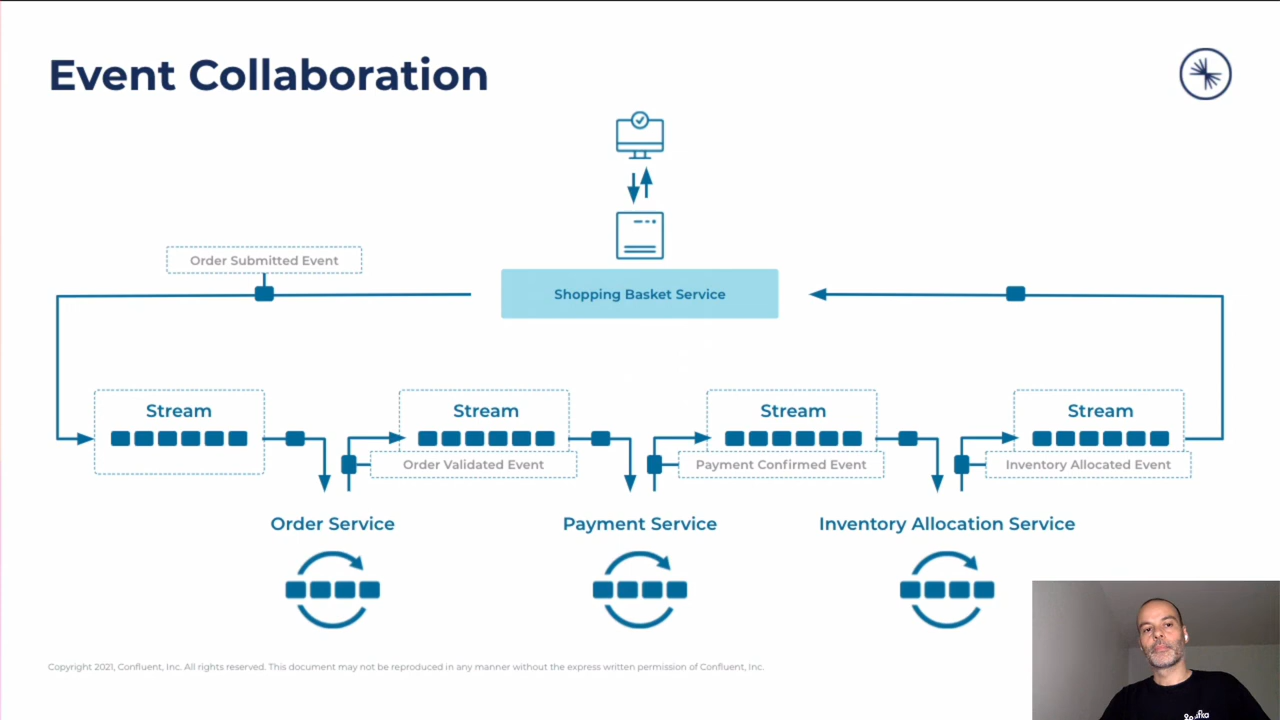 Event Collaboration
Order Submitted Event
Shopping Basket Service
Stream
Stream
Stream
Stream
Order Validated Event
Payment Confirmed Event
Inventory Allocated Event
Order Service
Payment Service
Inventory Allocation Service
Copyright 2021, Confluent, Inc. All rights reserved. This document may not be reproduced in any manner without the express written permission of Confluent, Inc.